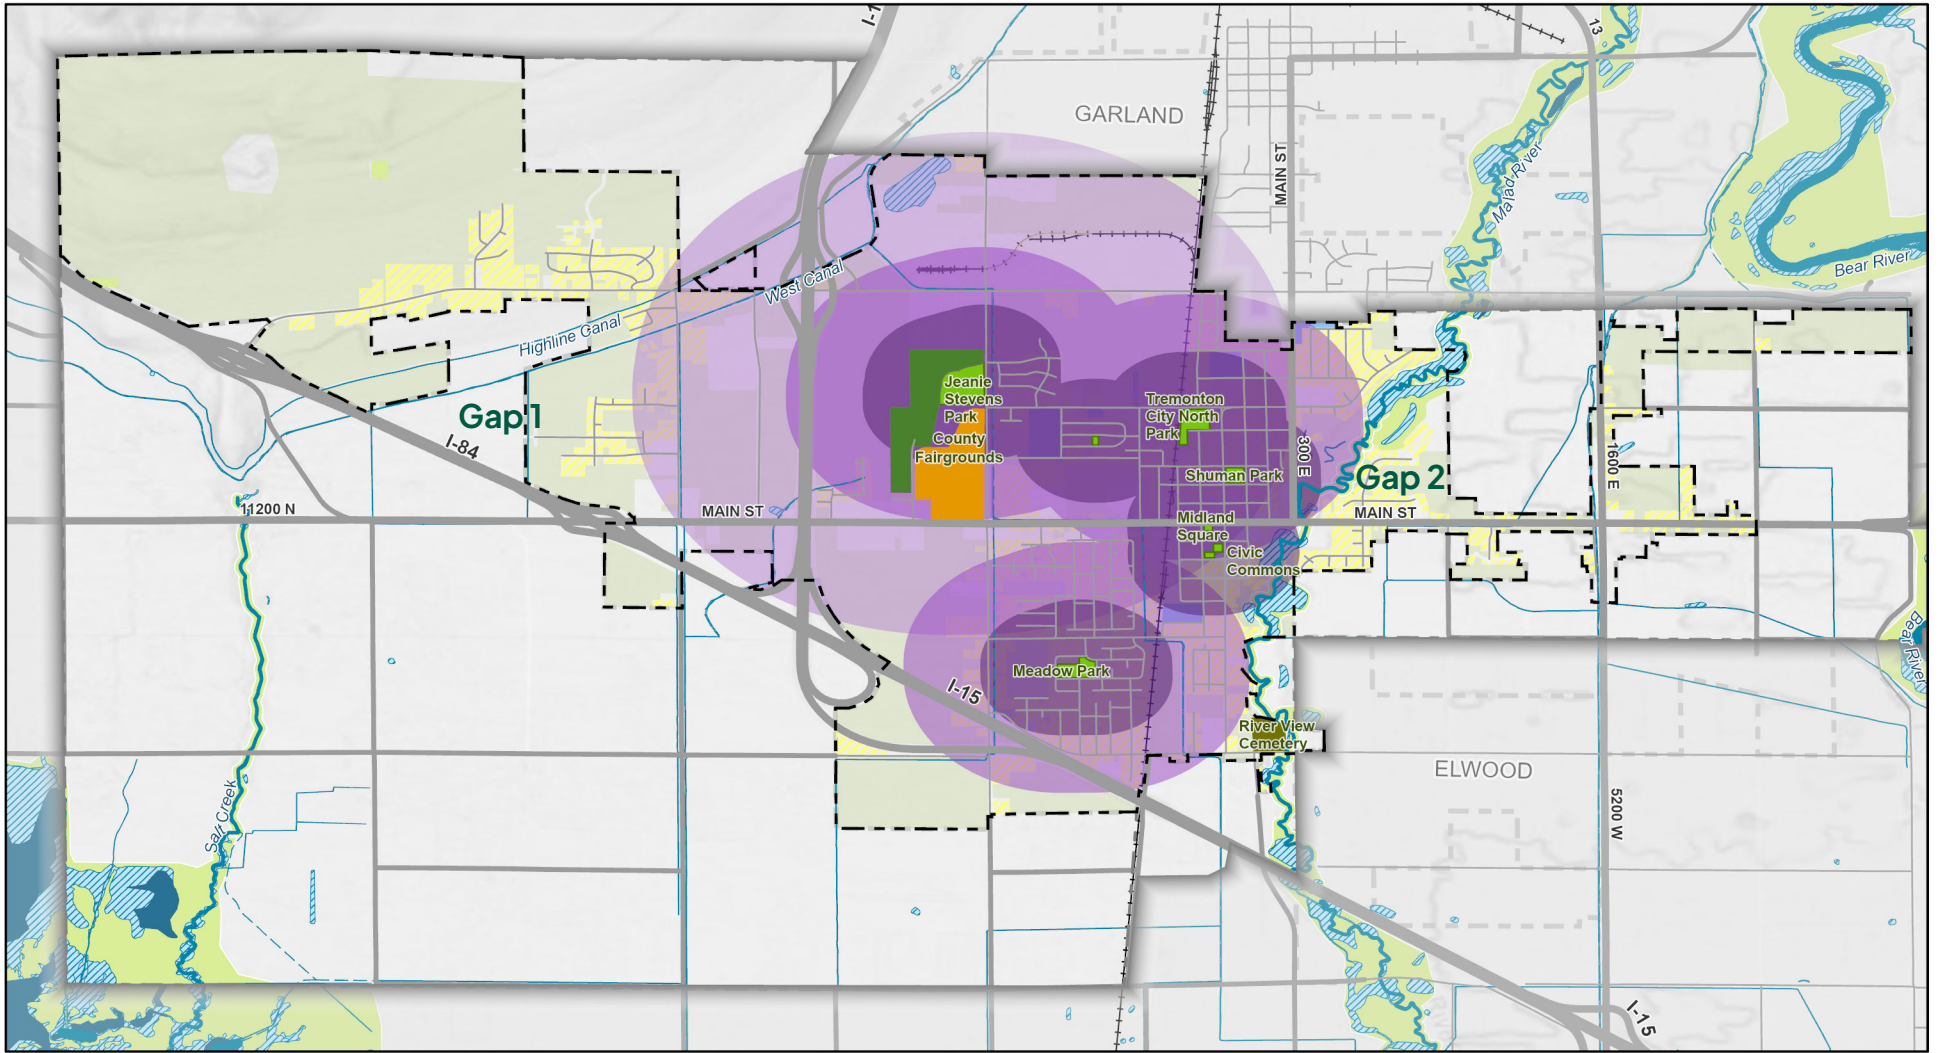 I-1
13
GARLAND
MAIN ST
Malad River
Bear River
West Canal
Highline Canal
Gap 1
I-84
Jeanie
Stevens
Park
County
Fairgrounds
Tremonton
City North
Park
Shuman Park
300 E
Gap 2
1600 E
11200 N
MAIN ST
MAIN ST
Midland
Square
Civic
Commons
Bear River
Meadow Park
I-15
River View
Cemetery
ELWOOD
5200 W
Salt Creek
I-15